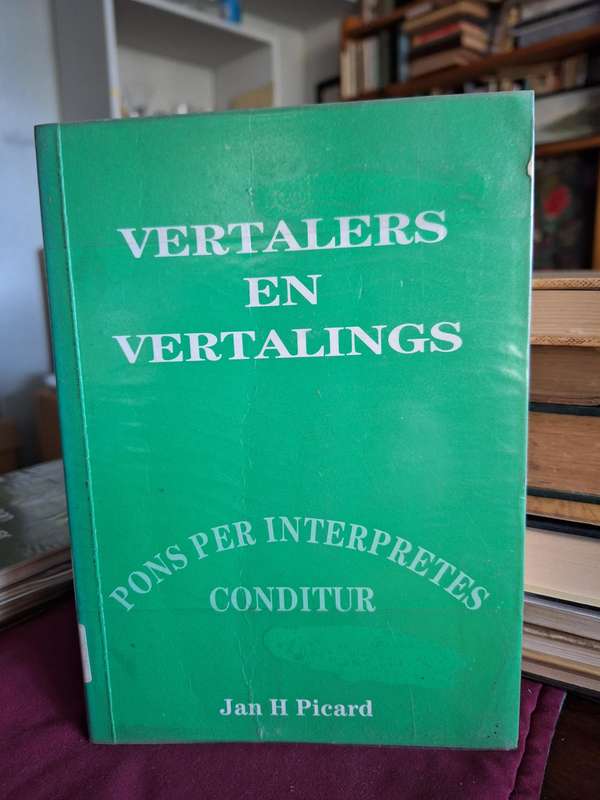 VERTALERS
EN
VERTALINGS
PONS PER INTERPRETES
CONDITUR
Jan H Picard